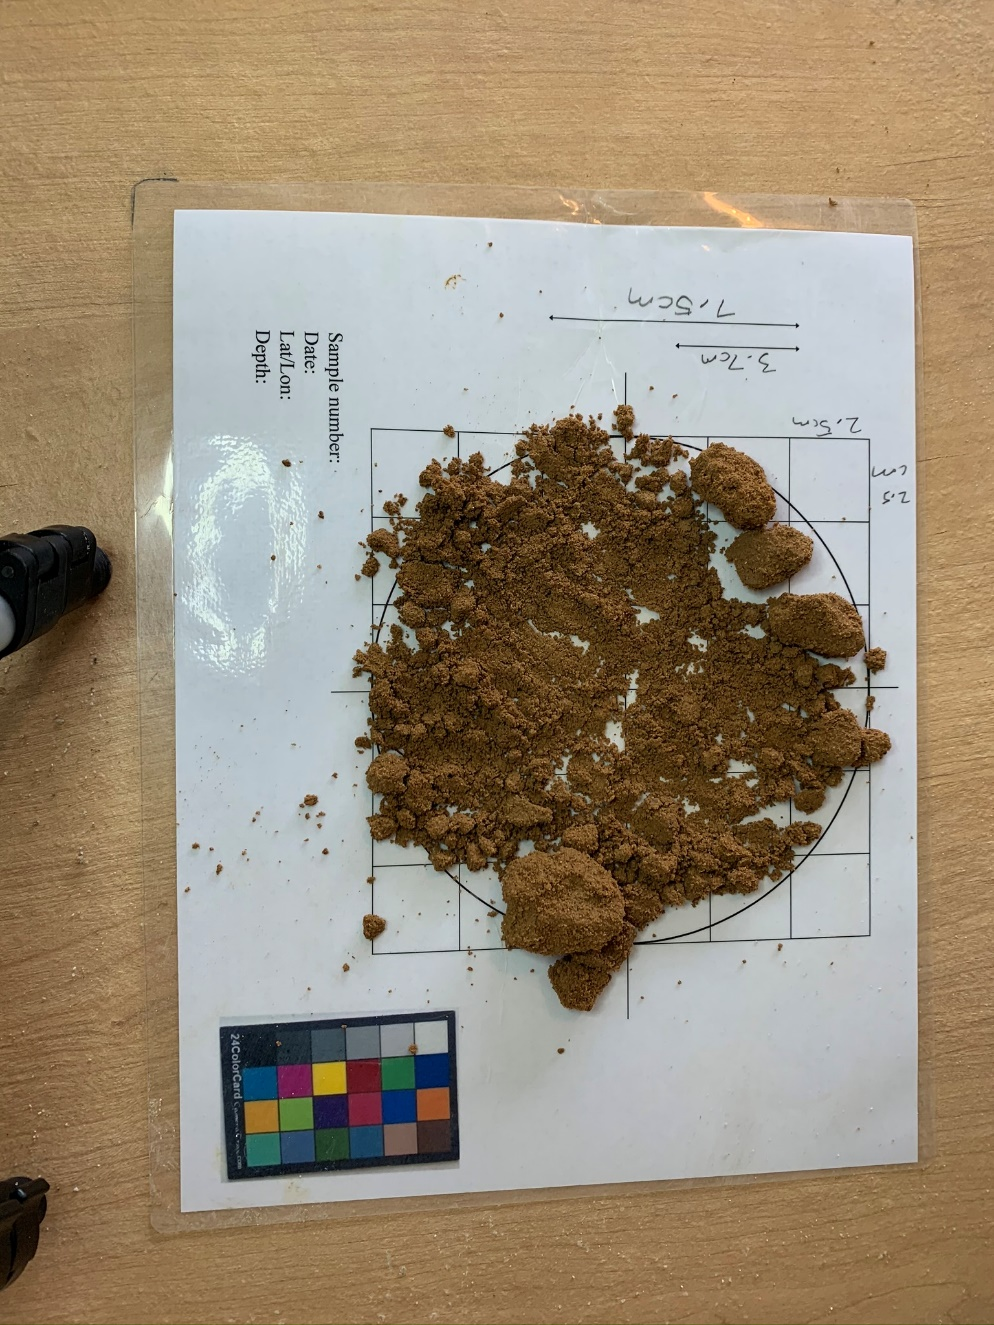 Sample number:
Date:
Lat/Lon:
Depth:
7.5cm
3.7cm
2.5cm
2.5
cm
24ColorCard